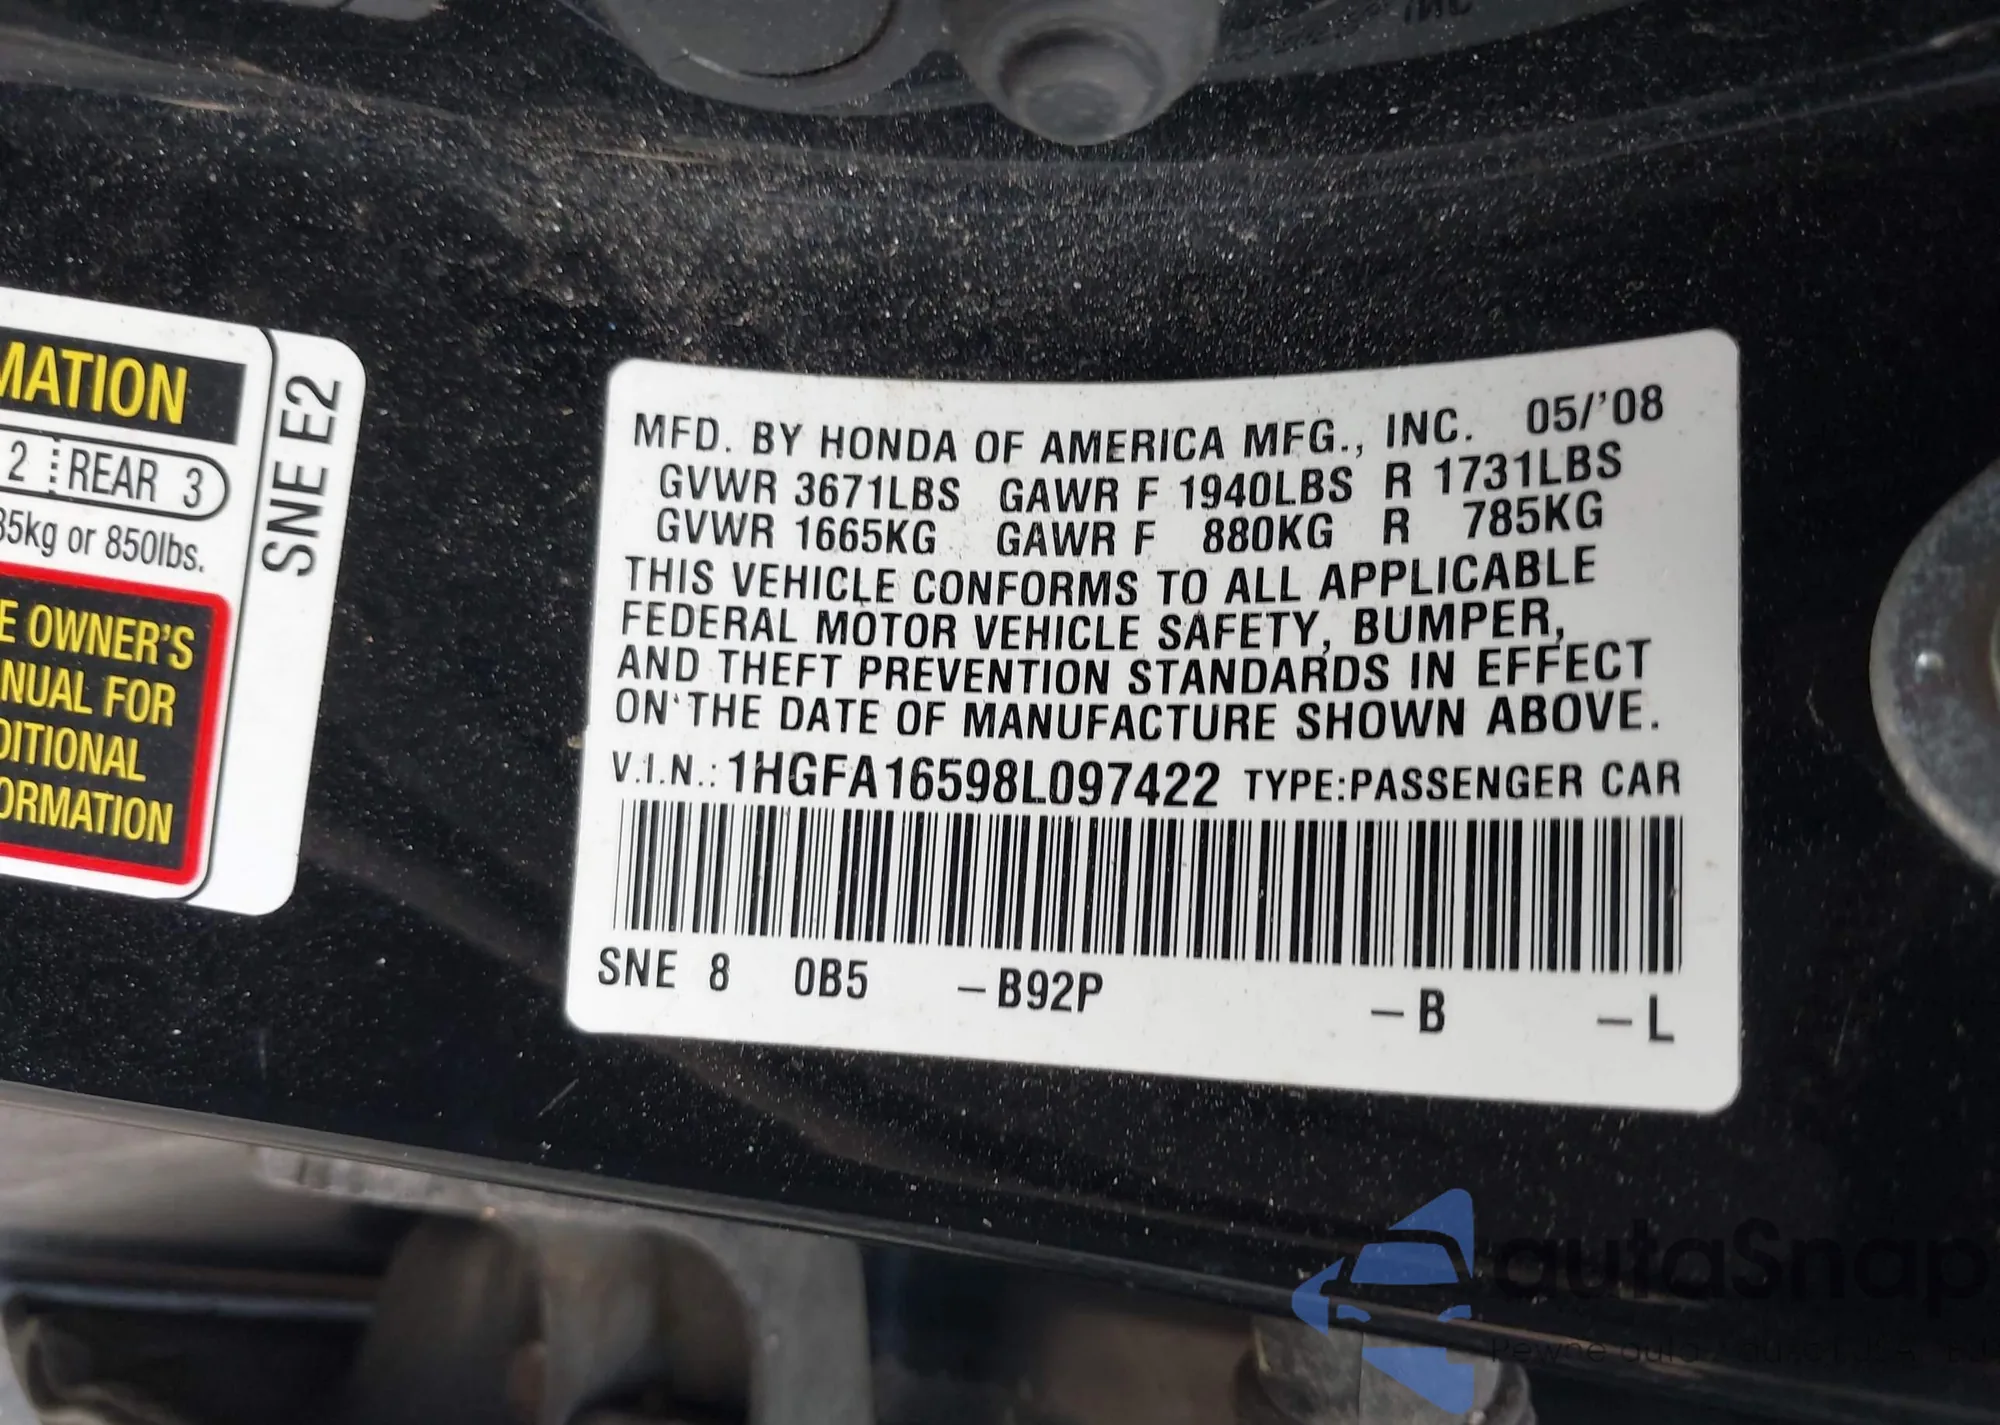 MATION
2 REAR 3
35kg or 850lbs.
E OWNER'S
NUAL FOR
DITIONAL
ORMATION
SNE E2
MFD. BY HONDA OF AMERICA MFG., INC. 05/'08
GVWR 3671LBS GAWR F 1940LBS R 1731LBS
GVWR 1665KG GAWR F 880KG R 785KG
THIS VEHICLE CONFORMS TO ALL APPLICABLE
FEDERAL MOTOR VEHICLE SAFETY, BUMPER,
AND THEFT PREVENTION STANDARDS IN EFFECT
ON THE DATE OF MANUFACTURE SHOWN ABOVE.
V.I.N.: 1HGFA16598L097422 TYPE:PASSENGER CAR
SNE 8 0B5 -B92P -B -L
autaSnap
Pewne auta z